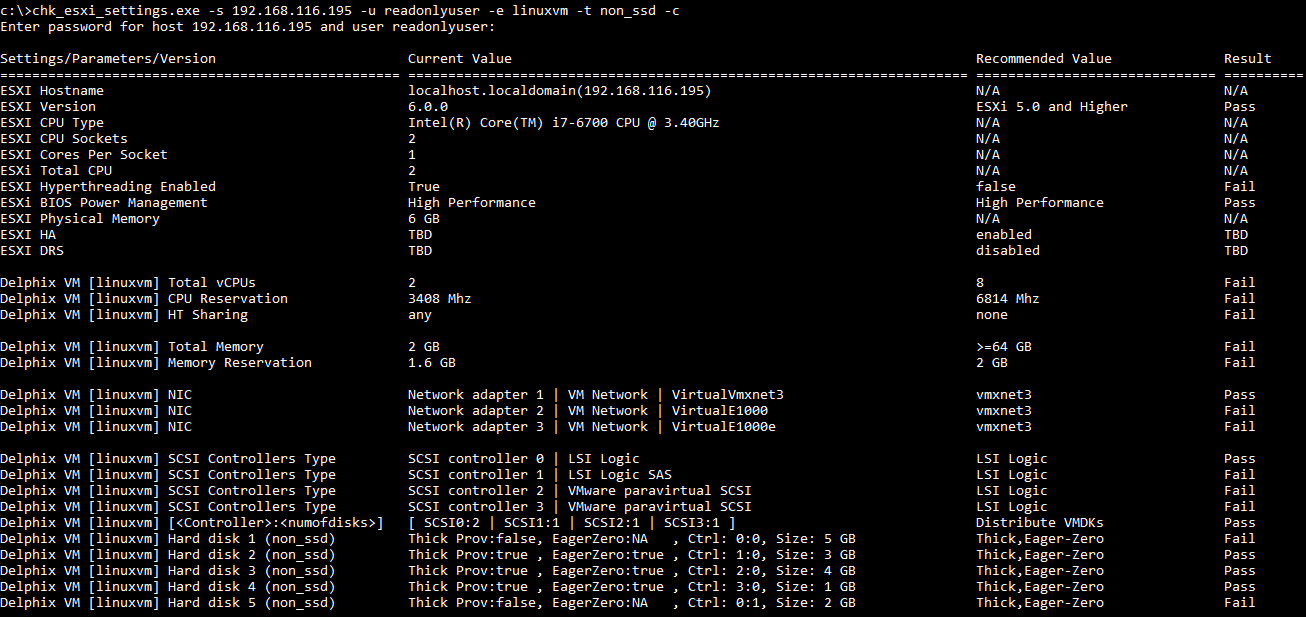 c:\>chk_esxi_settings.exe -s 192.168.116.195 -u readonlyuser -e linuxvm -t non_ssd -c
Enter password for host 192.168.116.195 and user readonlyuser:
Settings/Parameters/Version                        Current Value                                                          Recommended Value              Result
================================================== ====================================================================== ============================== ==========
ESXI Hostname                                      localhost.localdomain(192.168.116.195)                                 N/A                            N/A
ESXI Version                                       6.0.0                                                                  ESXi 5.0 and Higher            Pass
ESXI CPU Type                                      Intel(R) Core(TM) i7-6700 CPU @ 3.40GHz                                N/A                            N/A
ESXI CPU Sockets                                   2                                                                      N/A                            N/A
ESXI Cores Per Socket                              1                                                                      N/A                            N/A
ESXi Total CPU                                     2                                                                      N/A                            N/A
ESXI Hyperthreading Enabled                        True                                                                   false                          Fail
ESXi BIOS Power Management                         High Performance                                                       High Performance               Pass
ESXI Physical Memory                               6 GB                                                                   N/A                            N/A
ESXI HA                                            TBD                                                                    enabled                        TBD
ESXI DRS                                           TBD                                                                    disabled                       TBD
Delphix VM [linuxvm] Total vCPUs                   2                                                                      8                              Fail
Delphix VM [linuxvm] CPU Reservation               3408 Mhz                                                               6814 Mhz                       Fail
Delphix VM [linuxvm] HT Sharing                    any                                                                    none                           Fail
Delphix VM [linuxvm] Total Memory                  2 GB                                                                   >=64 GB                        Fail
Delphix VM [linuxvm] Memory Reservation            1.6 GB                                                                 2 GB                           Fail
Delphix VM [linuxvm] NIC                           Network adapter 1 | VM Network | VirtualVmxnet3                        vmxnet3                        Pass
Delphix VM [linuxvm] NIC                           Network adapter 2 | VM Network | VirtualE1000                          vmxnet3                        Fail
Delphix VM [linuxvm] NIC                           Network adapter 3 | VM Network | VirtualE1000e                         vmxnet3                        Fail
Delphix VM [linuxvm] SCSI Controllers Type         SCSI controller 0 | LSI Logic                                          LSI Logic                      Pass
Delphix VM [linuxvm] SCSI Controllers Type         SCSI controller 1 | LSI Logic SAS                                      LSI Logic                      Fail
Delphix VM [linuxvm] SCSI Controllers Type         SCSI controller 2 | VMware paravirtual SCSI                            LSI Logic                      Fail
Delphix VM [linuxvm] SCSI Controllers Type         SCSI controller 3 | VMware paravirtual SCSI                            LSI Logic                      Fail
Delphix VM [linuxvm] [<Controller>:<numofdisks>]   [ SCSI0:2 | SCSI1:1 | SCSI2:1 | SCSI3:1 ]                              Distribute VMDKs               Pass
Delphix VM [linuxvm] Hard disk 1 (non_ssd)         Thick Prov:false, EagerZero:NA   , Ctrl: 0:0, Size: 5 GB               Thick,Eager-Zero               Fail
Delphix VM [linuxvm] Hard disk 2 (non_ssd)         Thick Prov:true , EagerZero:true , Ctrl: 1:0, Size: 3 GB               Thick,Eager-Zero               Pass
Delphix VM [linuxvm] Hard disk 3 (non_ssd)         Thick Prov:true , EagerZero:true , Ctrl: 2:0, Size: 4 GB               Thick,Eager-Zero               Pass
Delphix VM [linuxvm] Hard disk 4 (non_ssd)         Thick Prov:true , EagerZero:true , Ctrl: 3:0, Size: 1 GB               Thick,Eager-Zero               Pass
Delphix VM [linuxvm] Hard disk 5 (non_ssd)         Thick Prov:false, EagerZero:NA   , Ctrl: 0:1, Size: 2 GB               Thick,Eager-Zero               Fail